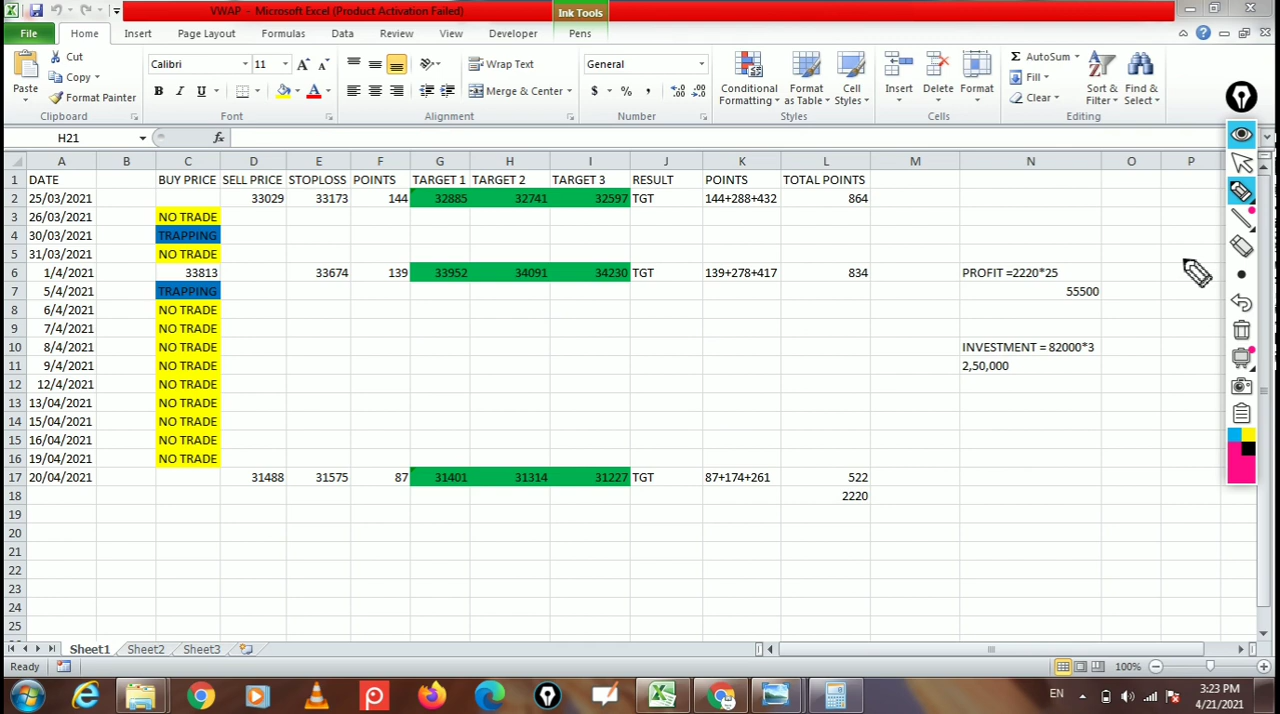 VWAP - Microsoft Excel (Product Activation Failed)
Ink Tools
File Home Insert Page Layout Formulas Data Review View Developer Pens
Paste
Cut
Copy
Format Painter
Clipboard
Calibri 11
B I U
Font
Wrap Text
Merge & Center
Alignment
General
$ % ,
Number
Conditional Formatting
Format as Table
Cell Styles
Styles
Insert Delete Format
Cells
AutoSum
Fill
Clear
Sort & Filter
Find & Select
Editing
H21 fx
A B C D E F G H I J K L M N O P
1 DATE BUY PRICE SELL PRICE STOPLOSS POINTS TARGET 1 TARGET 2 TARGET 3 RESULT POINTS TOTAL POINTS
2 25/03/2021 33029 33173 144 32885 32741 32597 TGT 144+288+432 864
3 26/03/2021 NO TRADE
4 30/03/2021 TRAPPING
5 31/03/2021 NO TRADE
6 1/4/2021 33813 33674 139 33952 34091 34230 TGT 139+278+417 834 PROFIT =2220*25
7 5/4/2021 TRAPPING 55500
8 6/4/2021 NO TRADE
9 7/4/2021 NO TRADE
10 8/4/2021 NO TRADE INVESTMENT = 82000*3
11 9/4/2021 NO TRADE 2,50,000
12 12/4/2021 NO TRADE
13 13/04/2021 NO TRADE
14 15/04/2021 NO TRADE
15 16/04/2021 NO TRADE
16 19/04/2021 NO TRADE
17 20/04/2021 31488 31575 87 31401 31314 31227 TGT 87+174+261 522
18 2220
19
20
21
22
23
24
25
Sheet1 Sheet2 Sheet3
Ready 100%
EN 3:23 PM
4/21/2021